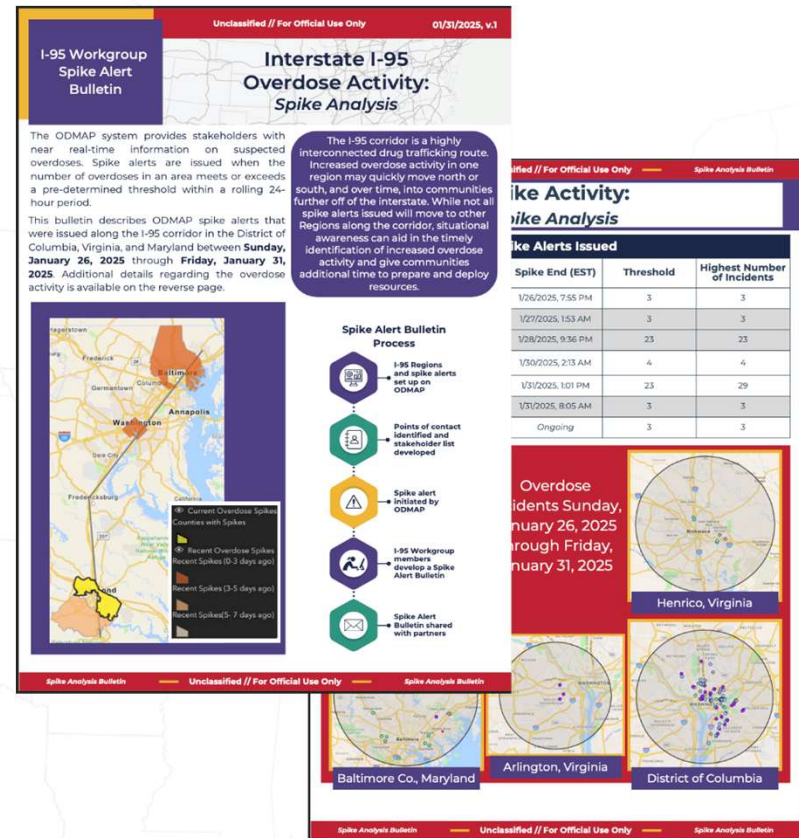 Unclassified // For Official Use Only
01/31/2025, v.1
I-95 Workgroup
Spike Alert
Bulletin
Interstate I-95
Overdose Activity:
Spike Analysis
The ODMAP system provides stakeholders with
near real-time information on suspected
overdoses. Spike alerts are issued when the
number of overdoses in an area meets or exceeds
a pre-determined threshold within a rolling 24-
hour period.
This bulletin describes ODMAP spike alerts that
were issued along the I-95 corridor in the District of
Columbia, Virginia, and Maryland between Sunday,
January 26, 2025 through Friday, January 31,
2025. Additional details regarding the overdose
activity is available on the reverse page.
The I-95 corridor is a highly
interconnected drug trafficking route.
Increased overdose activity in one
region may quickly move north or
south, and over time, into communities
further off of the interstate. While not all
spike alerts issued will move to other
Regions along the corridor, situational
awareness can aid in the timely
identification of increased overdose
activity and give communities
additional time to prepare and deploy
resources.
Hagerstown
Frederick
Baltimore
Germantown
Columbia
Washington
Annapolis
Dale City
Fredericksburg
California
ond
Current Overdose Spikes
Counties with Spikes
Recent Overdose Spikes
Recent Spikes (0-3 days ago)
Recent Spikes (3-5 days ago)
Recent Spikes(5- 7 days ago)
Spike Alert Bulletin
Process
I-95 Regions
and spike alerts
set up on
ODMAP
Points of contact
identified and
stakeholder list
developed
Spike alert
initiated by
ODMAP
I-95 Workgroup
members
develop a Spike
Alert Bulletin
Spike Alert
Bulletin shared
with partners
Spike Analysis Bulletin
Unclassified // For Official Use Only
Spike Analysis Bulletin
ified // For Official Use Only
Spike Analysis Bulletin
ike Activity:
pike Analysis
ike Alerts Issued
Spike End (EST) Threshold Highest Number of Incidents
1/26/2025, 7:55 PM 3 3
1/27/2025, 1:53 AM 3 3
1/28/2025, 9:36 PM 23 23
1/30/2025, 2:13 AM 4 4
1/31/2025, 1:01 PM 23 29
1/31/2025, 8:05 AM 3 3
Ongoing 3 3
Overdose
idents Sunday,
nuary 26, 2025
hrough Friday,
nuary 31, 2025
Henrico, Virginia
Baltimore Co., Maryland
Arlington, Virginia
District of Columbia
Spike Analysis Bulletin
Unclassified // For Official Use Only
Spike Analysis Bulletin